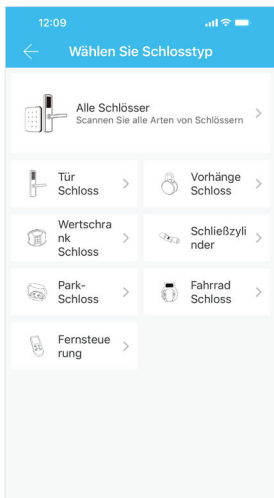 12:09
Wählen Sie Schlosstyp
Alle Schlösser
Scannen Sie alle Arten von Schlössern
Tür
Schloss
Vorhänge
Schloss
Wertschra
nk
Schloss
Schließzyli
nder
Park-
Schloss
Fahrrad
Schloss
Fernsteue
rung